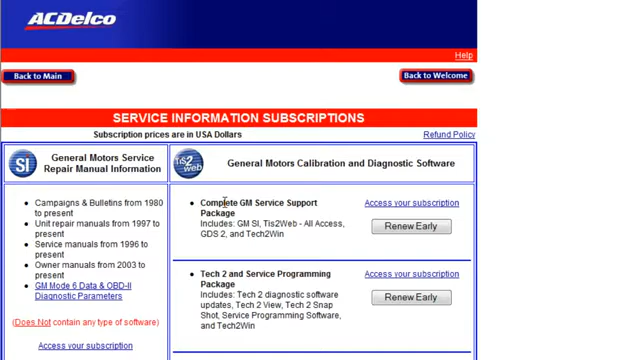 ACDelco
Help
Back to Main
Back to Welcome
SERVICE INFORMATION SUBSCRIPTIONS
Subscription prices are in USA Dollars
Refund Policy
SI
General Motors Service
Repair Manual Information
Tis2
web
General Motors Calibration and Diagnostic Software
Campaigns & Bulletins from 1980
to present
Unit repair manuals from 1997 to
present
Service manuals from 1996 to
present
Owner manuals from 2003 to
present
GM Mode 6 Data & OBD-II
Diagnostic Parameters
(Does Not contain any type of software)
Access your subscription
Complete GM Service Support
Package
Includes: GM SI, Tis2Web - All Access,
GDS 2, and Tech2Win
Access your subscription
Renew Early
Tech 2 and Service Programming
Package
Includes: Tech 2 diagnostic software
updates, Tech 2 View, Tech 2 Snap
Shot, Service Programming Software,
and Tech2Win
Access your subscription
Renew Early